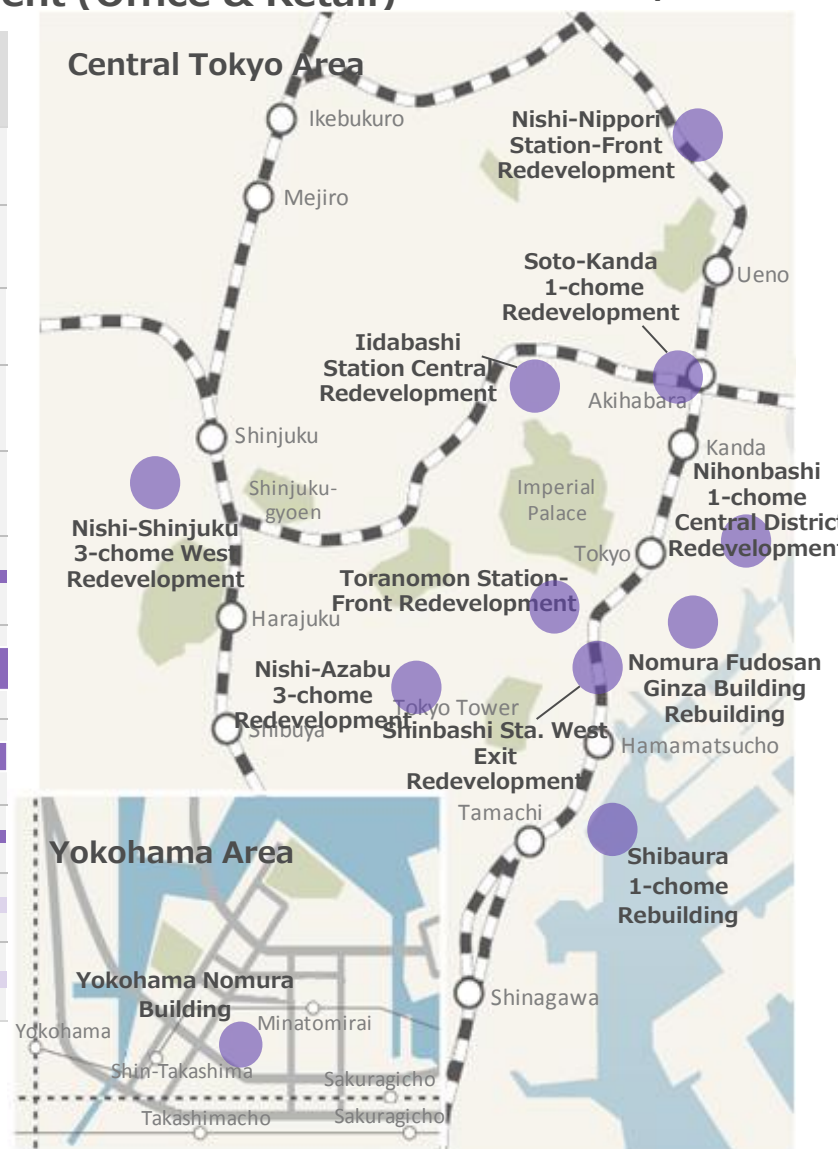 ent (Office & Retail)
Central Tokyo Area
Ikebukuro
Nishi-Nippori
Station-Front
Redevelopment
Mejiro
Soto-Kanda
1-chome
Redevelopment
Ueno
Iidabashi
Station Central
Redevelopment
Akihabara
Shinjuku
Kanda
Shinjuku-
gyoen
Imperial
Palace
Nihonbashi
1-chome
Central District
Redevelopment
Nishi-Shinjuku
3-chome West
Redevelopment
Tokyo
Toranomon Station-
Front Redevelopment
Harajuku
Nishi-Azabu
3-chome
Redevelopment
Nomura Fudosan
Ginza Building
Rebuilding
Tokyo Tower
Shibuya
Shinbashi Sta. West
Exit
Redevelopment
Hamamatsucho
Tamachi
Shibaura
1-chome
Rebuilding
Shinagawa
Yokohama Area
Yokohama Nomura
Building
Yokohama
Minatomirai
Shin-Takashima
Sakuragicho
Takashimacho
Sakuragicho